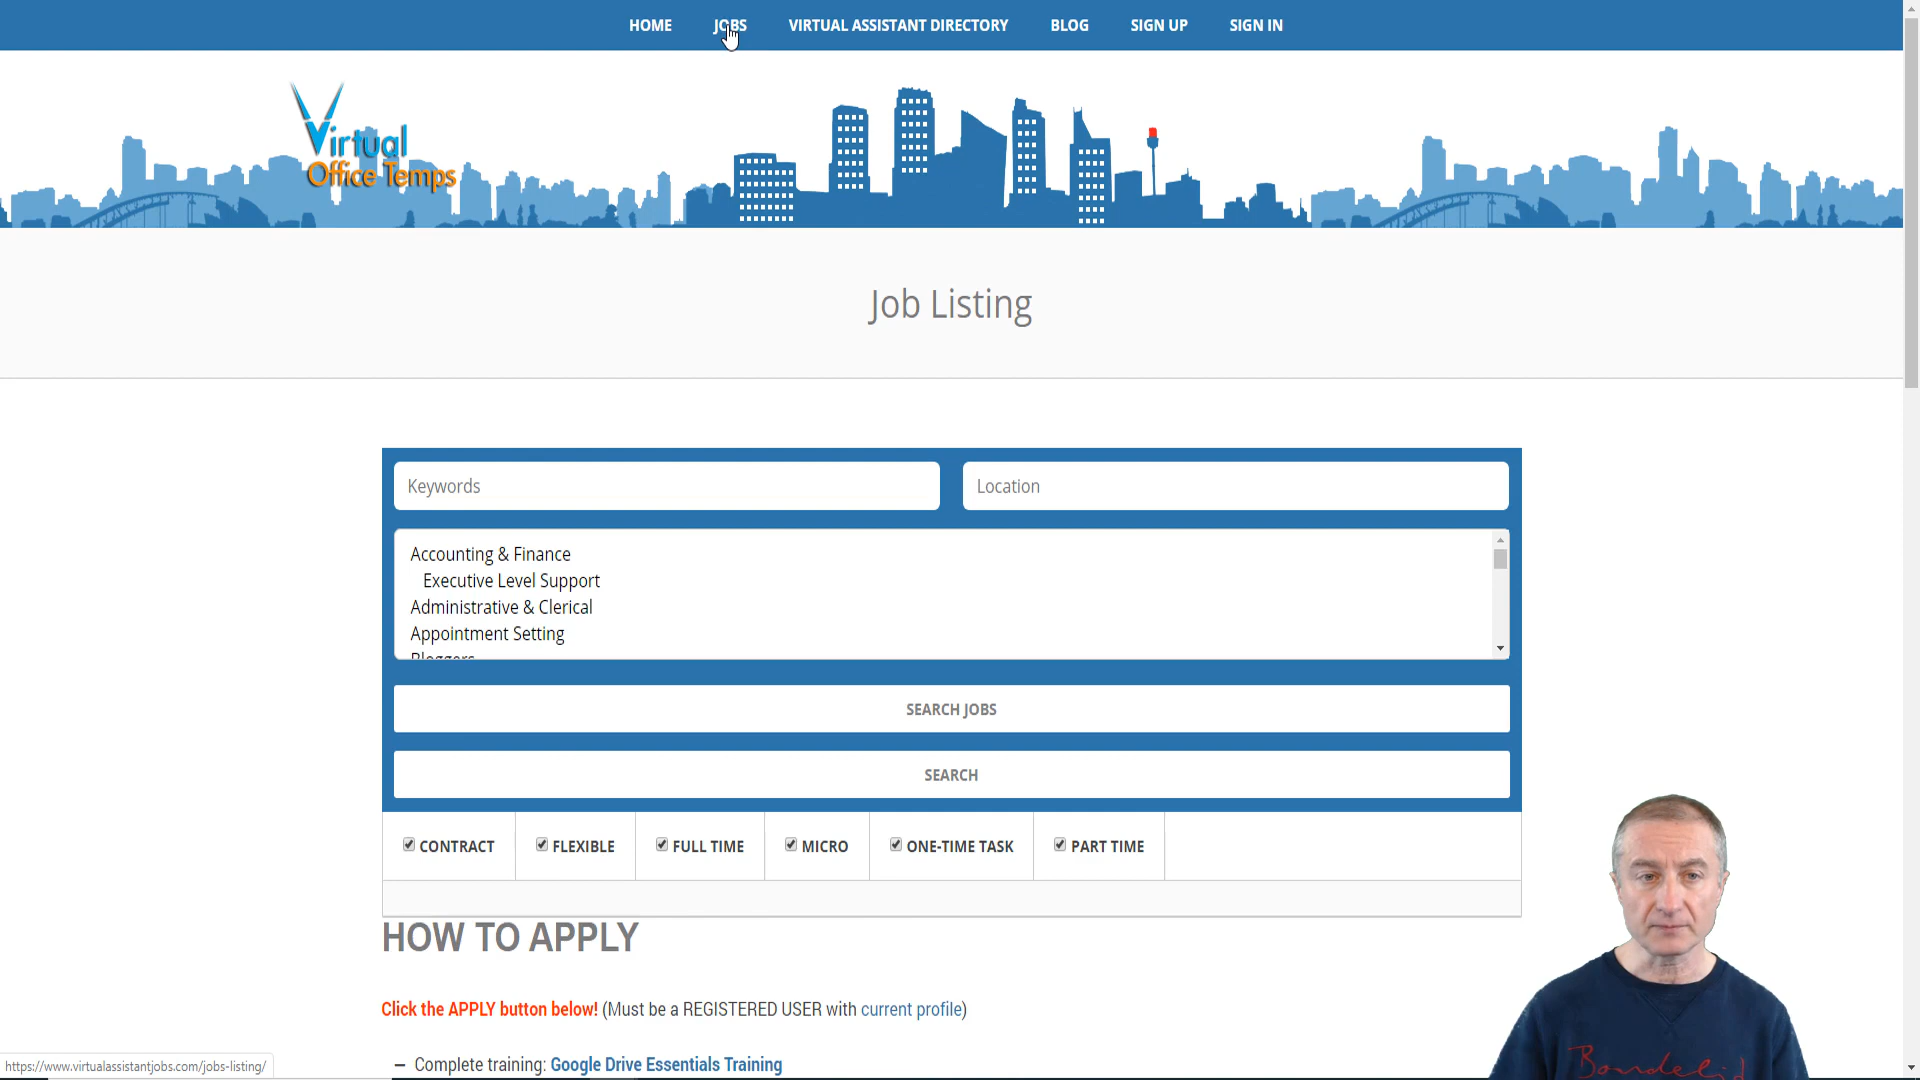 HOME JOBS VIRTUAL ASSISTANT DIRECTORY BLOG SIGN UP SIGN IN
Virtual
Office Temps
Job Listing
Keywords Location
Accounting & Finance
Executive Level Support
Administrative & Clerical
Appointment Setting
Bloggers
SEARCH JOBS
SEARCH
CONTRACT FLEXIBLE FULL TIME MICRO ONE-TIME TASK PART TIME
HOW TO APPLY
Click the APPLY button below! (Must be a REGISTERED USER with current profile)
– Complete training: Google Drive Essentials Training
https://www.virtualassistantjobs.com/jobs-listing/